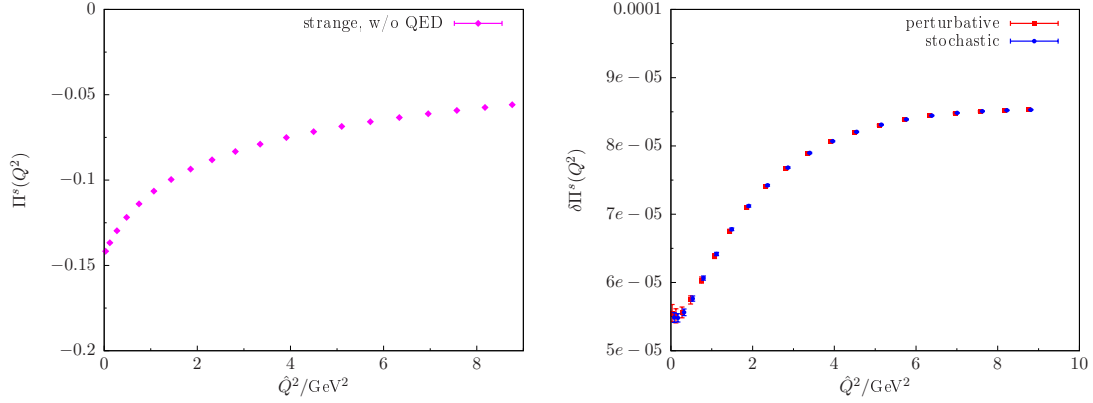 0
−0.05
−0.1
−0.15
−0.2
0
2
4
6
8
Π^s(Q^2)
Q̂^2/GeV^2
strange, w/o QED
0.0001
9e − 05
8e − 05
7e − 05
6e − 05
5e − 05
0
2
4
6
8
10
δΠ^s(Q^2)
Q̂^2/GeV^2
perturbative
stochastic